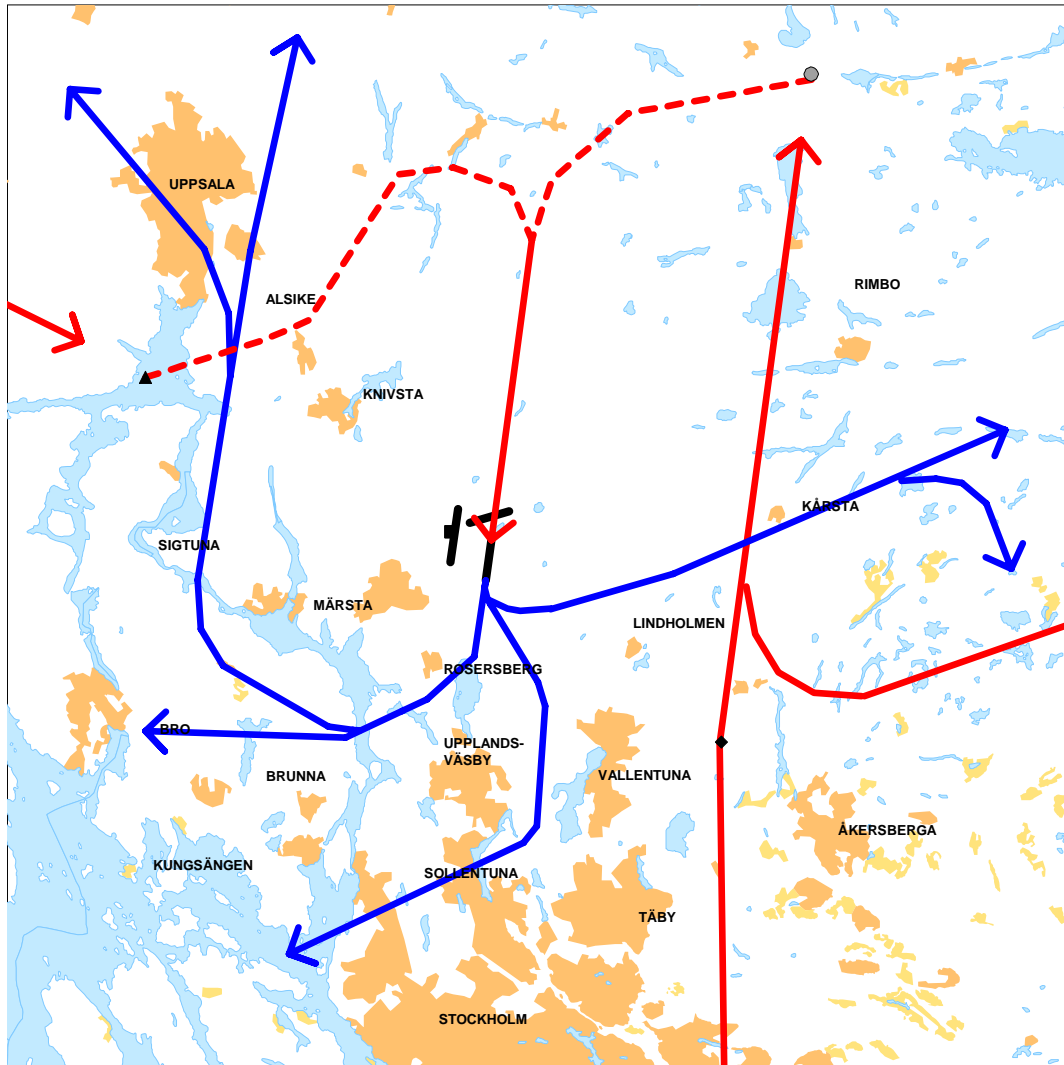 UPPSALA
RIMBO
ALSIKE
KNIVSTA
KÅRSTA
SIGTUNA
MÄRSTA
LINDHOLMEN
ROSERSBERG
BRO
UPPLANDS-
VÄSBY
BRUNNA
VALLENTUNA
ÅKERSBERGA
KUNGSÄNGEN
SOLLENTUNA
TÄBY
STOCKHOLM